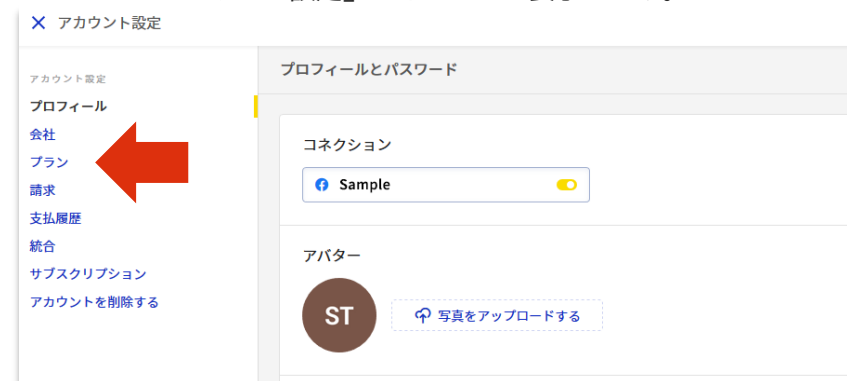 アカウント設定
アカウント設定
プロフィール
会社
プラン
請求
支払履歴
統合
サブスクリプション
アカウントを削除する
プロフィールとパスワード
コネクション
Sample
アバター
ST
写真をアップロードする